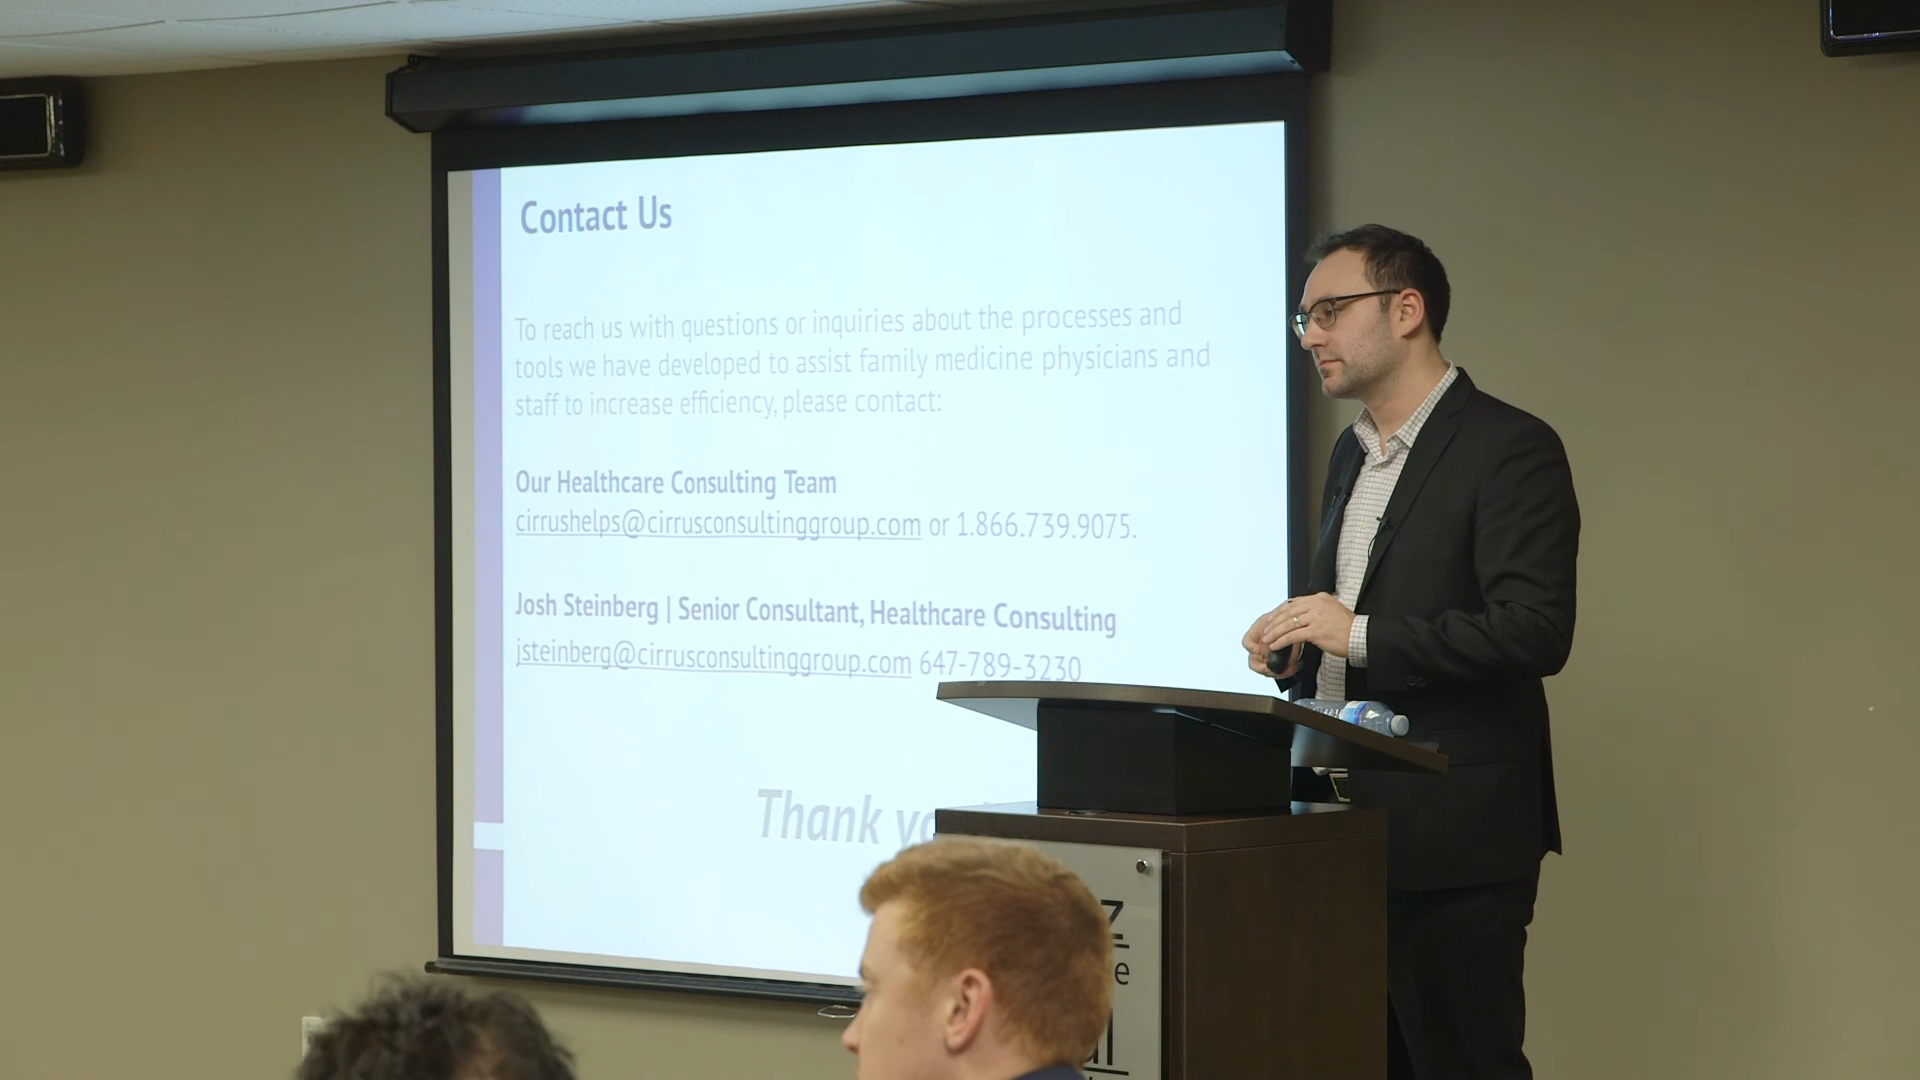 Contact Us
To reach us with questions or inquiries about the processes and
tools we have developed to assist family medicine physicians and
staff to increase efficiency, please contact:
Our Healthcare Consulting Team
cirrushelps@cirrusconsultinggroup.com or 1.866.739.9075.
Josh Steinberg | Senior Consultant, Healthcare Consulting
jsteinberg@cirrusconsultinggroup.com 647-789-3230
Thank